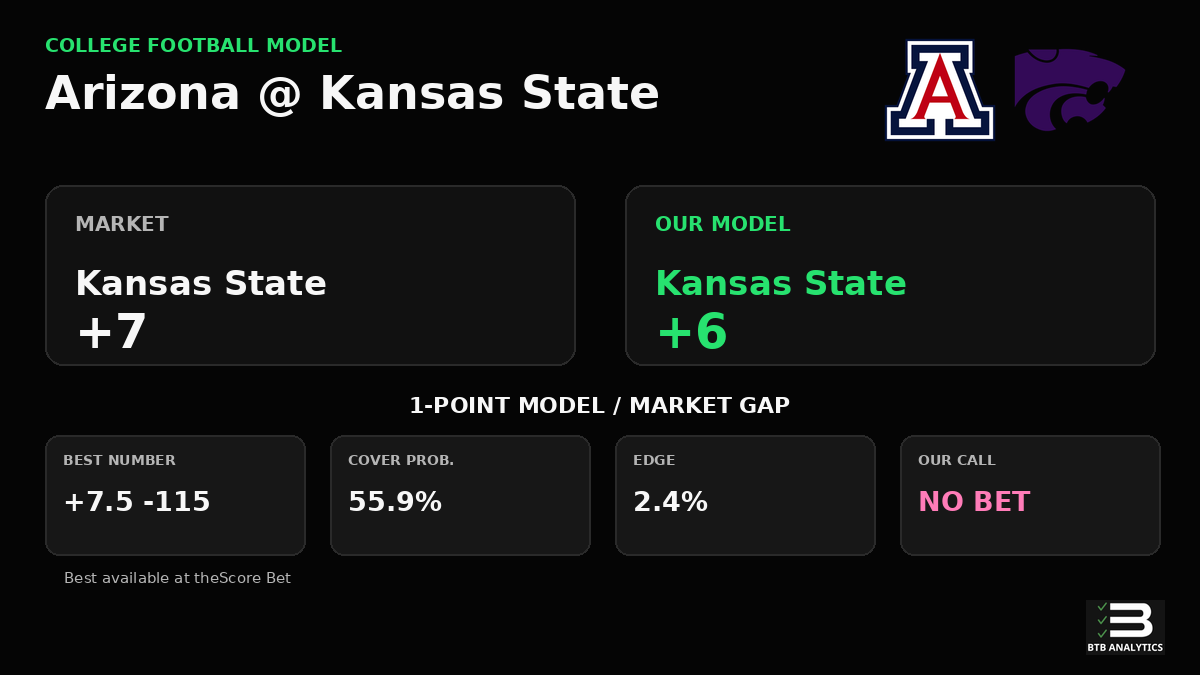 COLLEGE FOOTBALL MODEL
Arizona @ Kansas State
A
MARKET
Kansas State
+7
OUR MODEL
Kansas State
+6
1-POINT MODEL / MARKET GAP
BEST NUMBER
+7.5 -115
COVER PROB.
55.9%
EDGE
2.4%
OUR CALL
NO BET
Best available at theScore Bet
B
BTB ANALYTICS